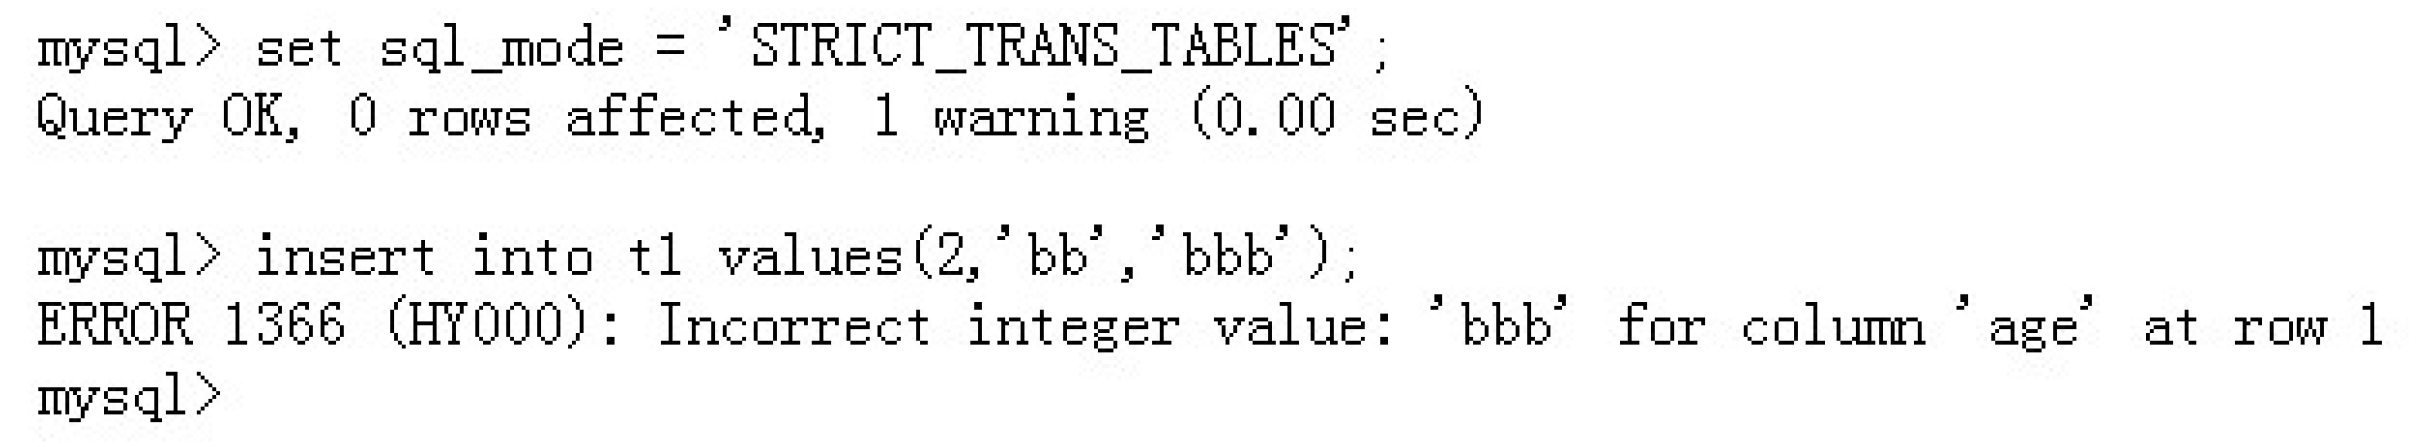 mysql> set sql_mode = 'STRICT_TRANS_TABLES';
Query OK, 0 rows affected, 1 warning (0.00 sec)
mysql> insert into t1 values(2,'bb','bbb');
ERROR 1366 (HY000): Incorrect integer value: 'bbb' for column 'age' at row 1
mysql>